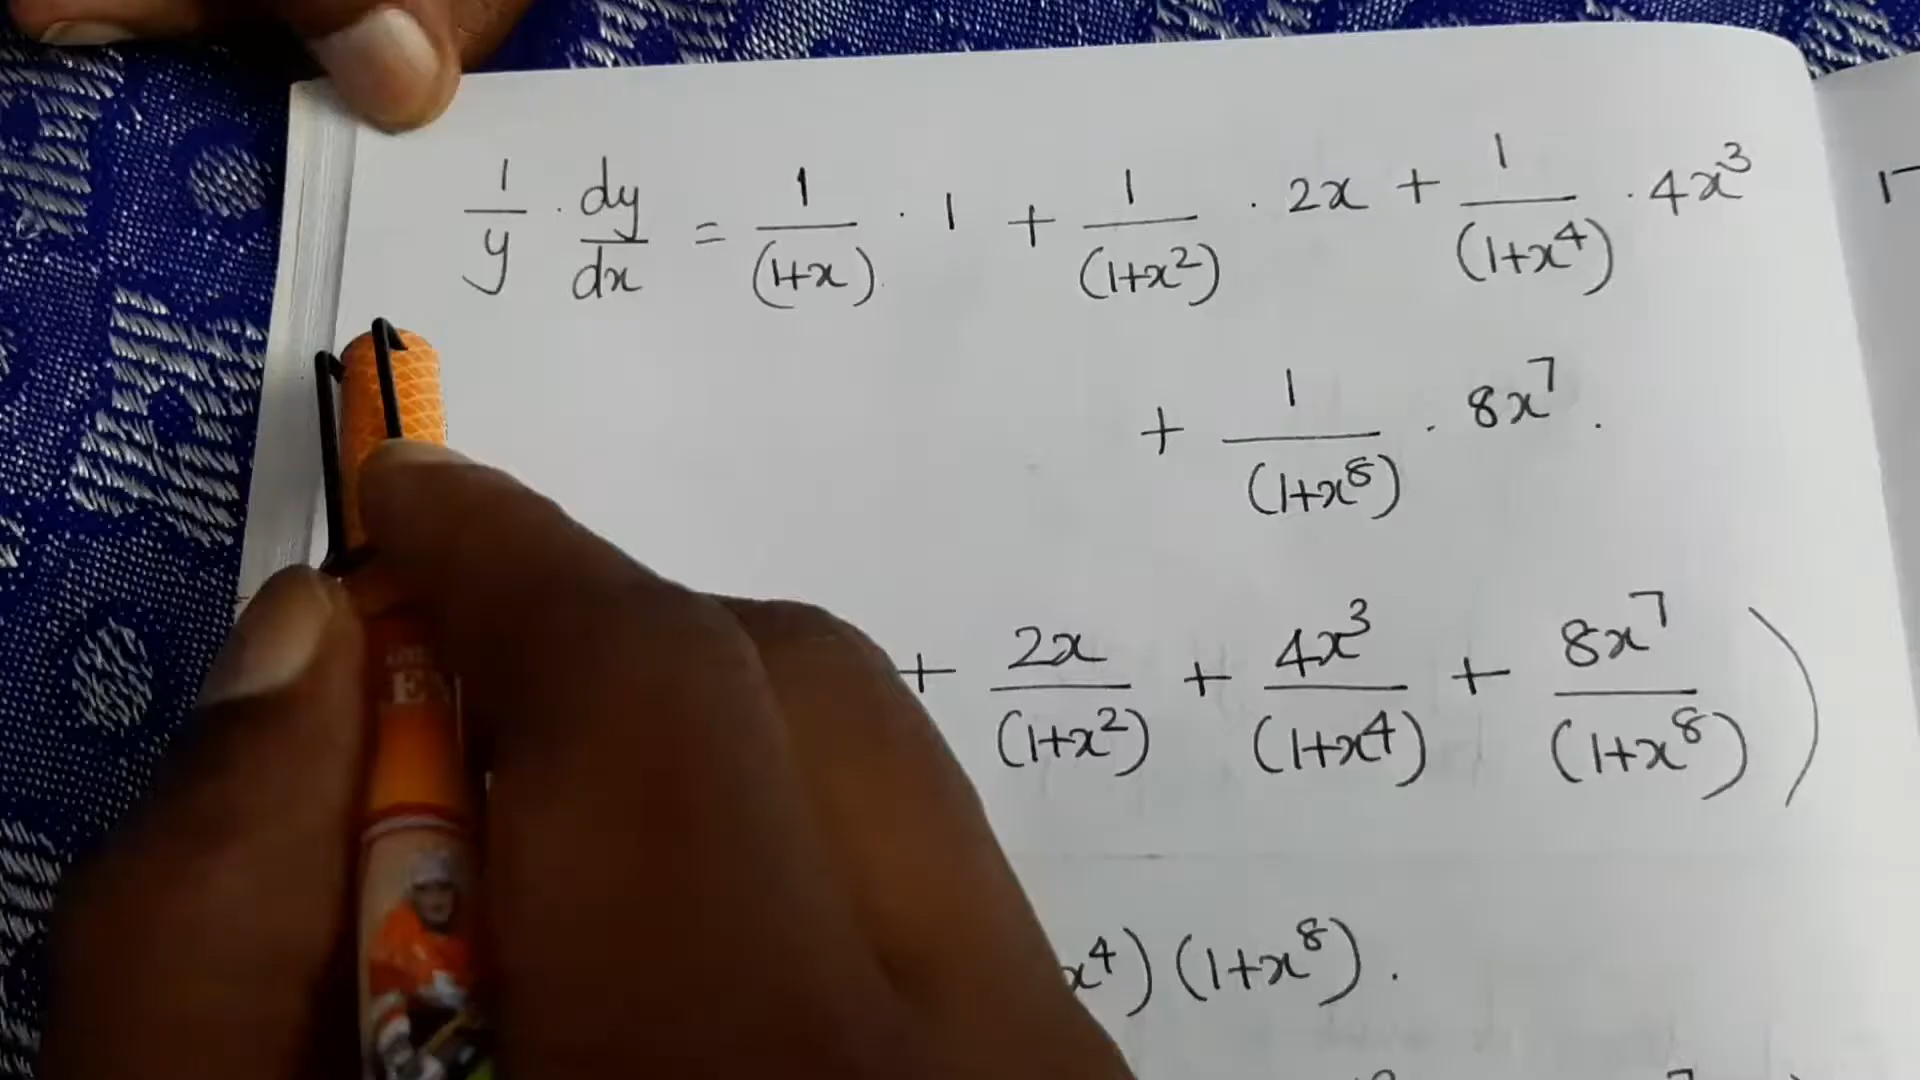 1/y · dy/dx = 1/(1+x) · 1 + 1/(1+x²) · 2x + 1/(1+x⁴) · 4x³
+ 1/(1+x⁸) · 8x⁷ .
+ 2x/(1+x²) + 4x³/(1+x⁴) + 8x⁷/(1+x⁸) )
x⁴) (1+x⁸) .